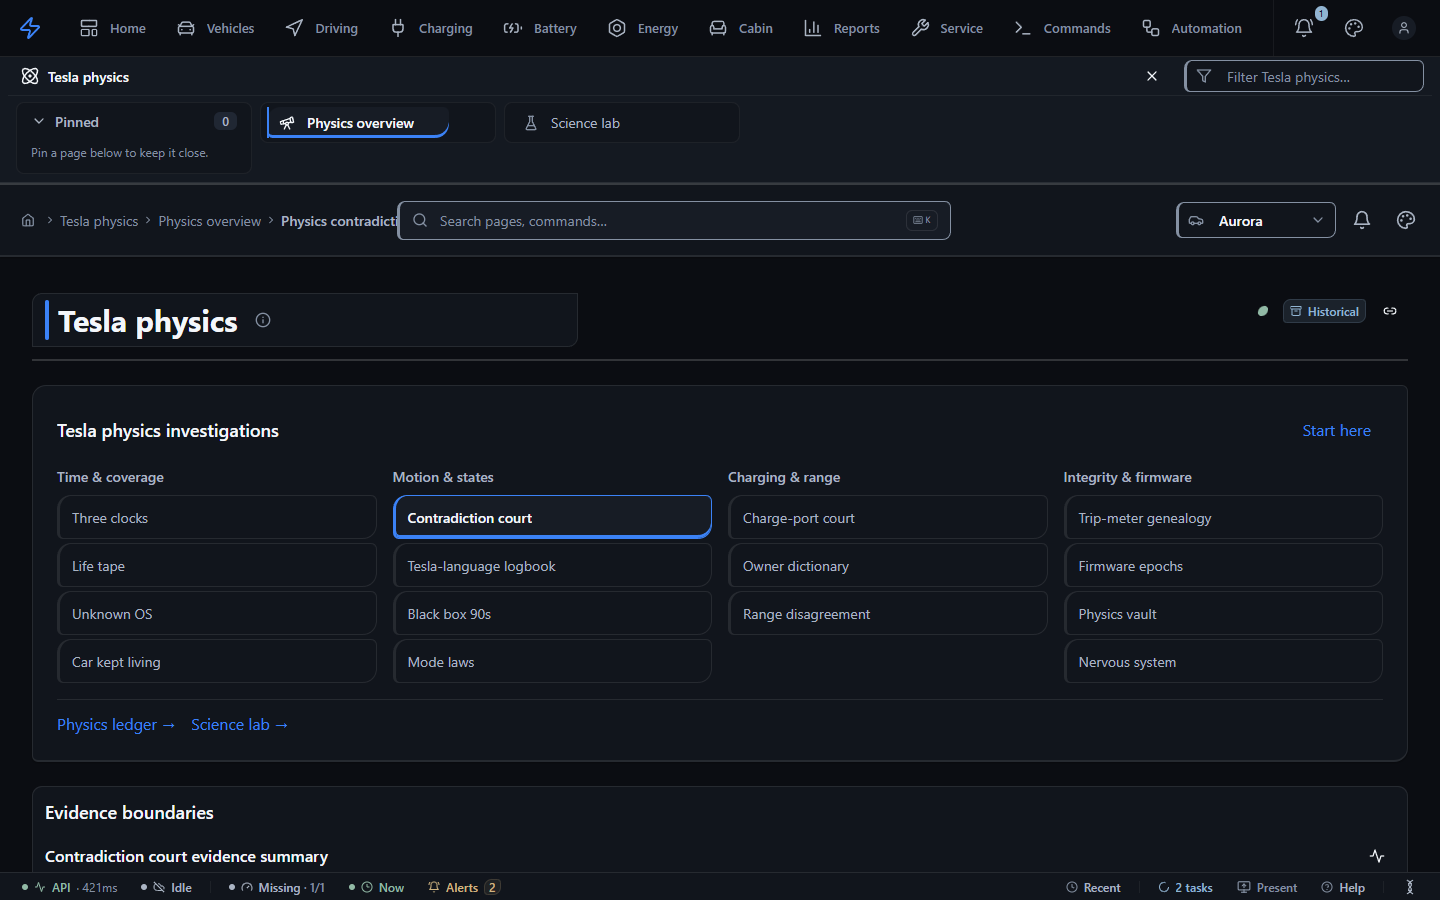 Home Vehicles Driving Charging Battery Energy Cabin Reports Service Commands Automation 1
Tesla physics Filter Tesla physics...
Pinned 0 Physics overview Science lab
Pin a page below to keep it close.
Tesla physics Physics overview Physics contradicti Search pages, commands... K Aurora
Tesla physics Historical
Tesla physics investigations Start here
Time & coverage Motion & states Charging & range Integrity & firmware
Three clocks Contradiction court Charge-port court Trip-meter genealogy
Life tape Tesla-language logbook Owner dictionary Firmware epochs
Unknown OS Black box 90s Range disagreement Physics vault
Car kept living Mode laws Nervous system
Physics ledger → Science lab →
Evidence boundaries
Contradiction court evidence summary
API · 421ms Idle Missing · 1/1 Now Alerts 2 Recent 2 tasks Present Help